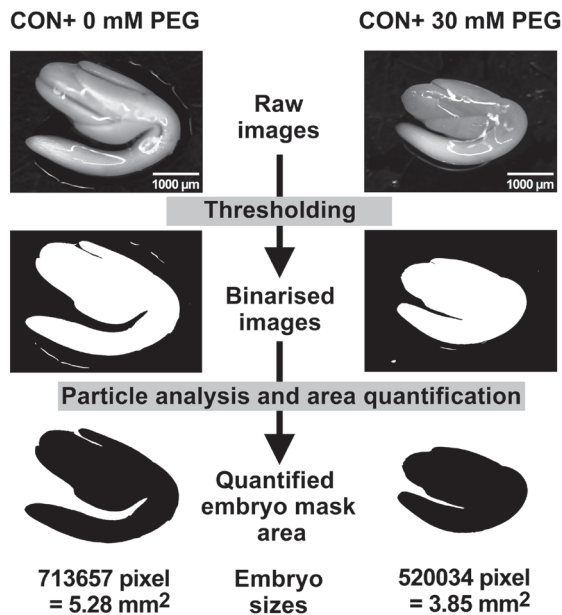 CON+ 0 mM PEG
CON+ 30 mM PEG
Raw
images
1000 µm
1000 µm
Thresholding
Binarised
images
Particle analysis and area quantification
Quantified
embryo mask
area
713657 pixel
= 5.28 mm²
Embryo
sizes
520034 pixel
= 3.85 mm²